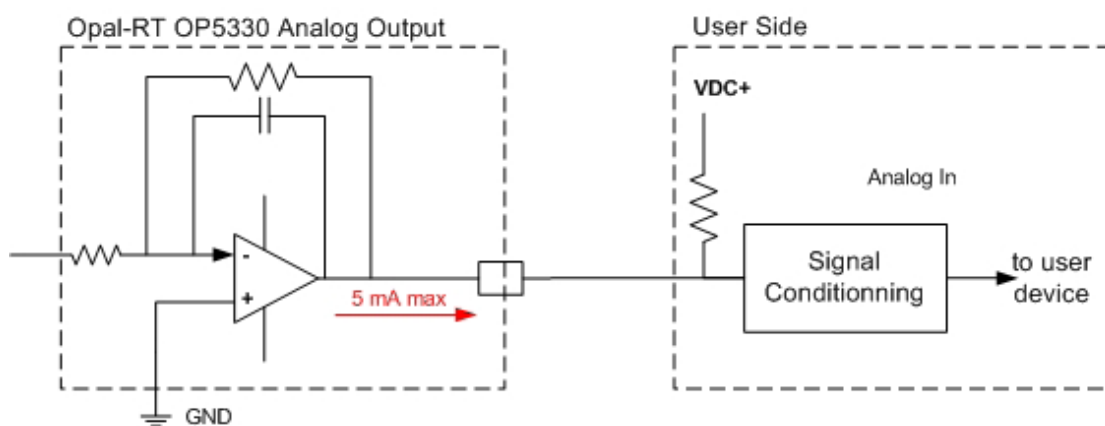 Opal-RT OP5330 Analog Output
User Side
VDC+
Analog In
-
+
5 mA max
Signal
Conditionning
to user
device
GND